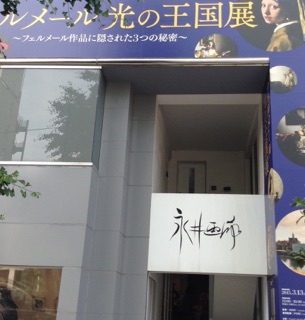 ルメール 光の王国展
〜フェルメール作品に隠された3つの秘密〜
永井画廊